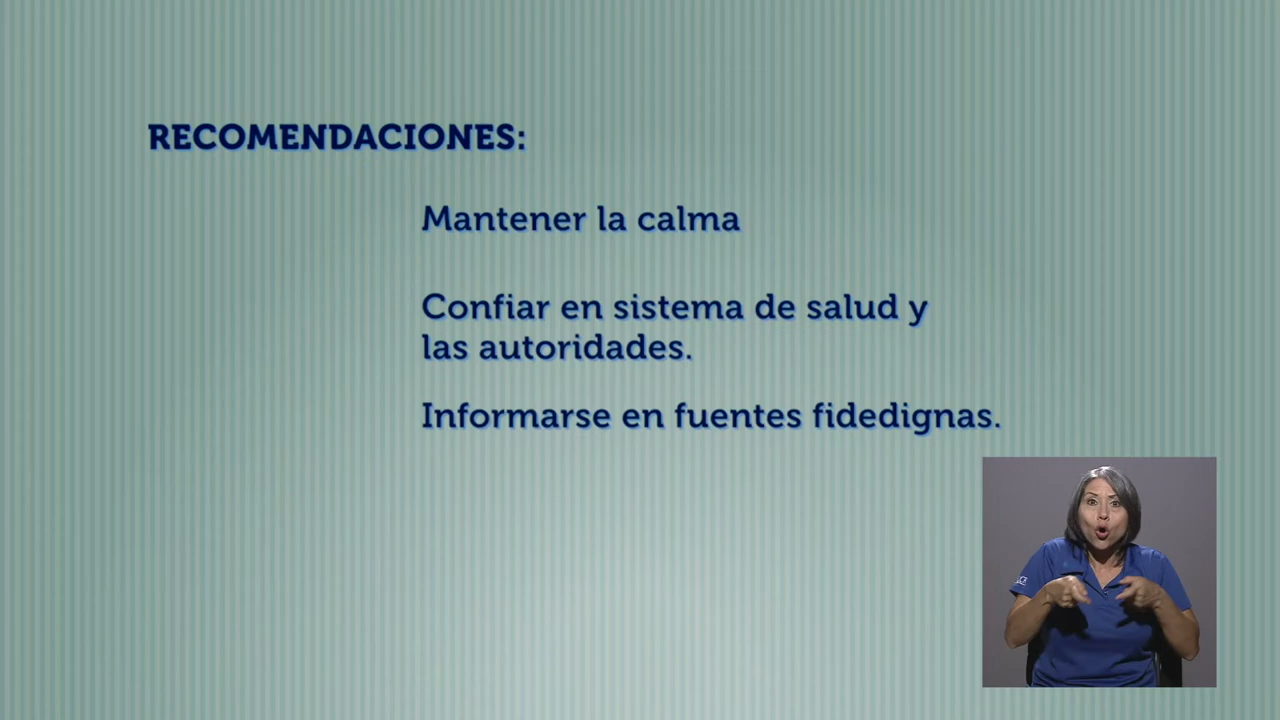 RECOMENDACIONES:
Mantener la calma
Confiar en sistema de salud y
las autoridades.
Informarse en fuentes fidedignas.